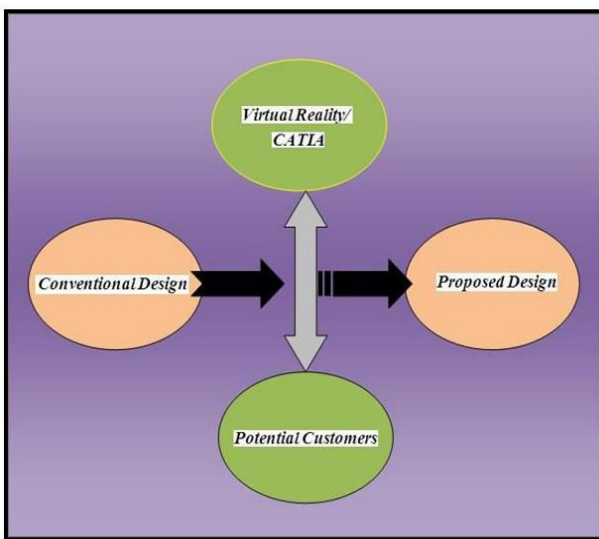 Virtual Reality/
CATIA
Conventional Design
Proposed Design
Potential Customers